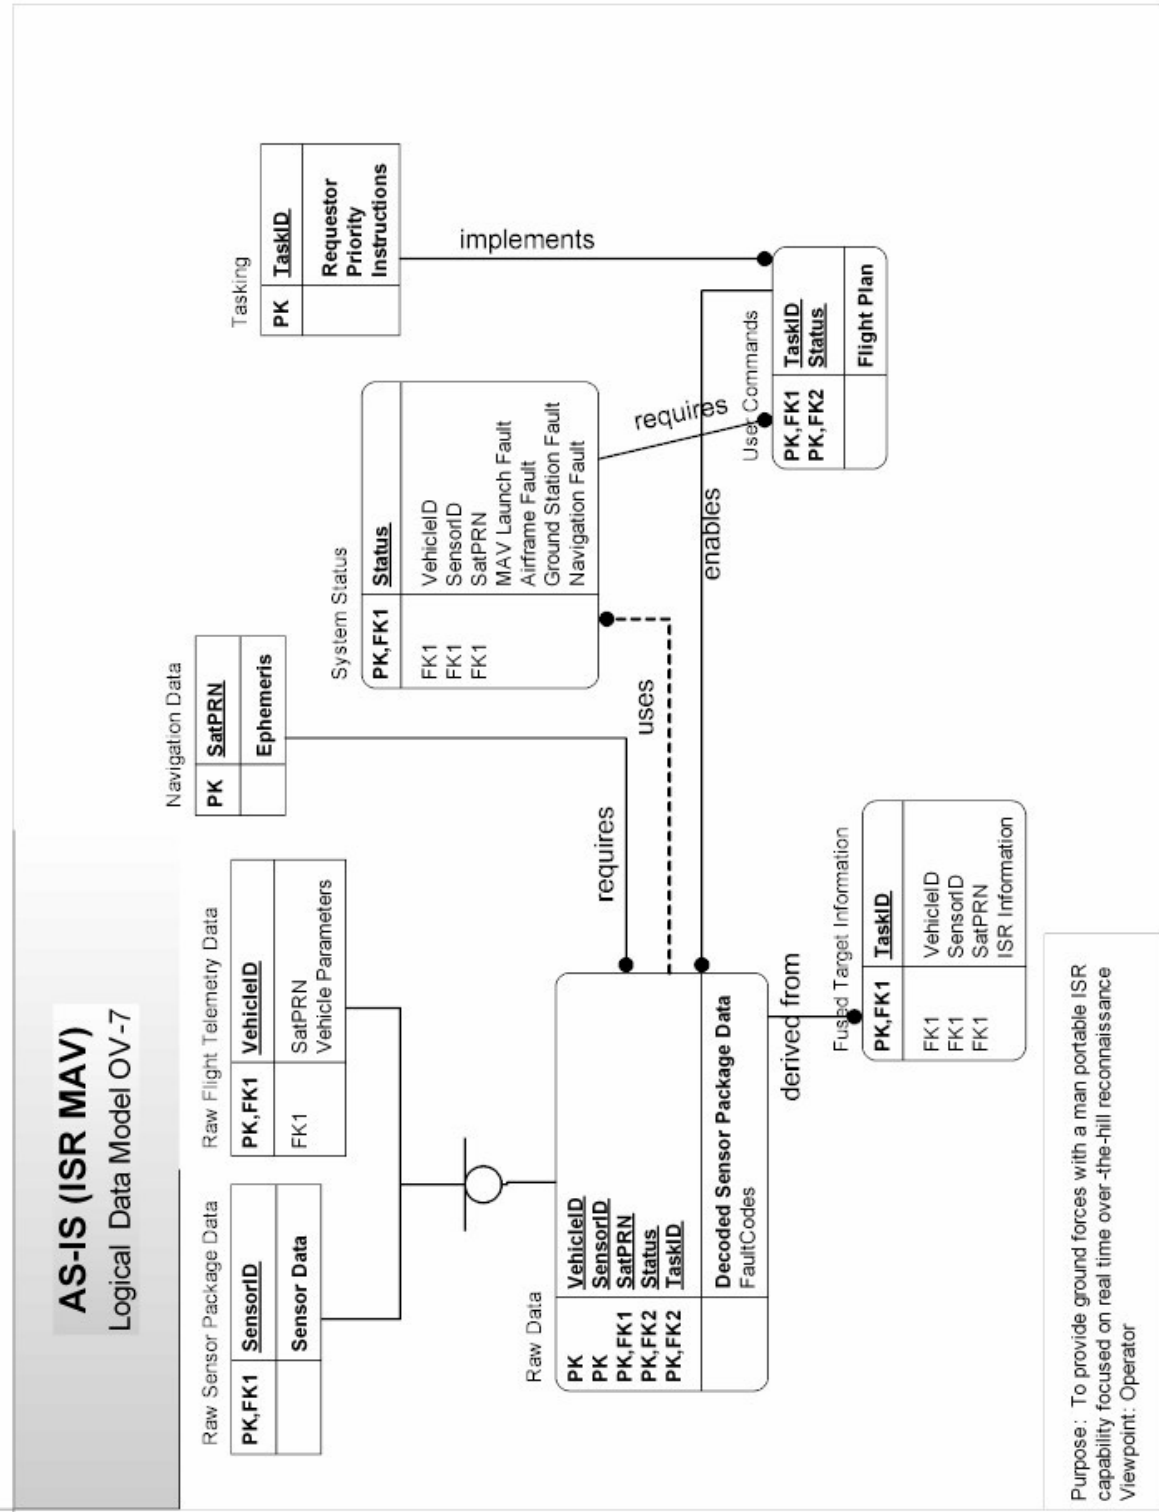 AS-IS (ISR MAV)
Logical Data Model OV-7
Raw Sensor Package Data
PK,FK1 SensorID
Sensor Data
Raw Flight Telemetry Data
PK,FK1 VehicleID
FK1 SatPRN
Vehicle Parameters
Navigation Data
PK SatPRN
Ephemeris
System Status
PK,FK1 Status
FK1 VehicleID
FK1 SensorID
FK1 SatPRN
MAV Launch Fault
Airframe Fault
Ground Station Fault
Navigation Fault
Tasking
PK TaskID
Requestor
Priority
Instructions
implements
requires
uses
requires
enables
Raw Data
PK VehicleID
PK SensorID
PK,FK1 SatPRN
PK,FK2 Status
PK,FK2 TaskID
Decoded Sensor Package Data
FaultCodes
derived from
User Commands
PK,FK1 TaskID
PK,FK2 Status
Flight Plan
Fused Target Information
PK,FK1 TaskID
FK1 VehicleID
FK1 SensorID
FK1 SatPRN
ISR Information
Purpose: To provide ground forces with a man portable ISR
capability focused on real time over-the-hill reconnaissance
Viewpoint: Operator